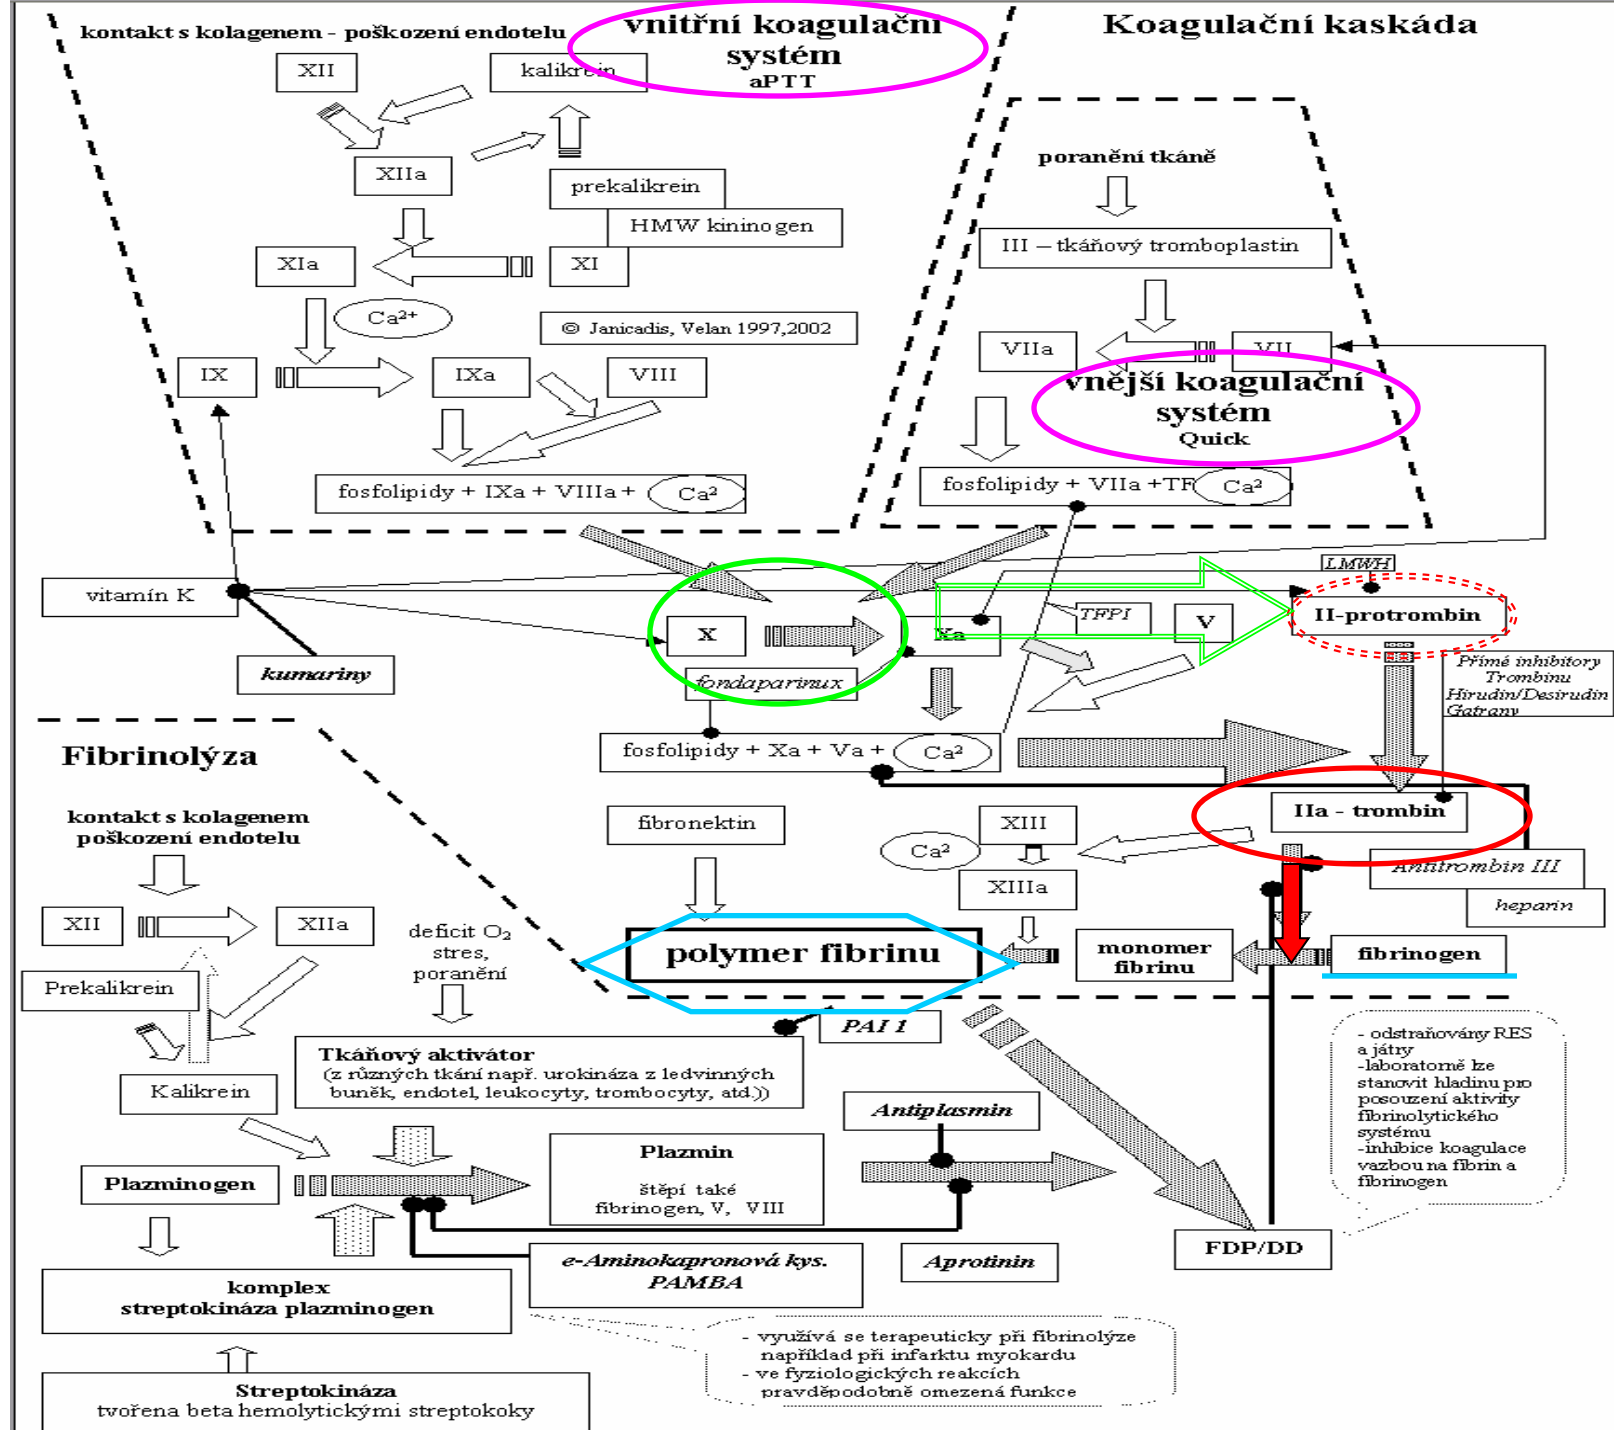 kontakt s kolagenem - poškození endotelu
vnitřní koagulační
systém
aPTT
Koagulační kaskáda
XII
kalikrein
XIIa
prekalikrein
HMW kininogen
XIa
XI
Ca²⁺
© Janicadis, Velan 1997,2002
IX
IXa
VIII
fosfolipidy + IXa + VIIIa +
Ca²
poranění tkáně
III – tkáňový tromboplastin
VIIa
VII
vnější koagulační
systém
Quick
fosfolipidy + VIIa +TF
Ca²
vitamín K
kumariny
X
Xa
fondaparinux
TFPI
V
LMWH
II-protrombin
Přímé inhibitory
Trombinu
Hirudin/Desirudin
Gatrany
fosfolipidy + Xa + Va +
Ca²
IIa - trombin
Antitrombin III
heparin
fibronektin
XIII
Ca²
XIIIa
polymer fibrinu
monomer
fibrinu
fibrinogen
Fibrinolýza
kontakt s kolagenem
poškození endotelu
XII
XIIa
Prekalikrein
Kalikrein
deficit O₂
stres,
poranění
PAI 1
Tkáňový aktivátor
(z různých tkání např. urokináza z ledvinných
buněk, endotel, leukocyty, trombocyty, atd.))
Plazminogen
Plazmin
štěpí také
fibrinogen, V, VIII
Antiplasmin
e-Aminokapronová kys.
PAMBA
Aprotinin
FDP/DD
- odstraňovány RES
a játry
-laboratorně lze
stanovit hladinu pro
posouzení aktivity
fibrinolytického
systému
-inhibice koagulace
vazbou na fibrin a
fibrinogen
komplex
streptokináza plazminogen
- využívá se terapeuticky při fibrinolýze
například při infarktu myokardu
- ve fyziologických reakcích
pravděpodobně omezená funkce
Streptokináza
tvořena beta hemolytickými streptokoky